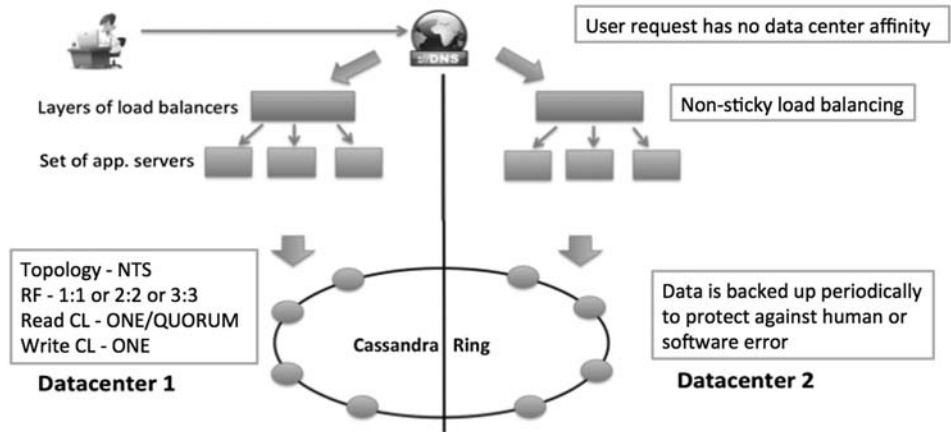 User request has no data center affinity
DNS
Layers of load balancers
Non-sticky load balancing
Set of app. servers
Topology - NTS
RF - 1:1 or 2:2 or 3:3
Read CL - ONE/QUORUM
Write CL - ONE
Datacenter 1
Cassandra Ring
Data is backed up periodically
to protect against human or
software error
Datacenter 2